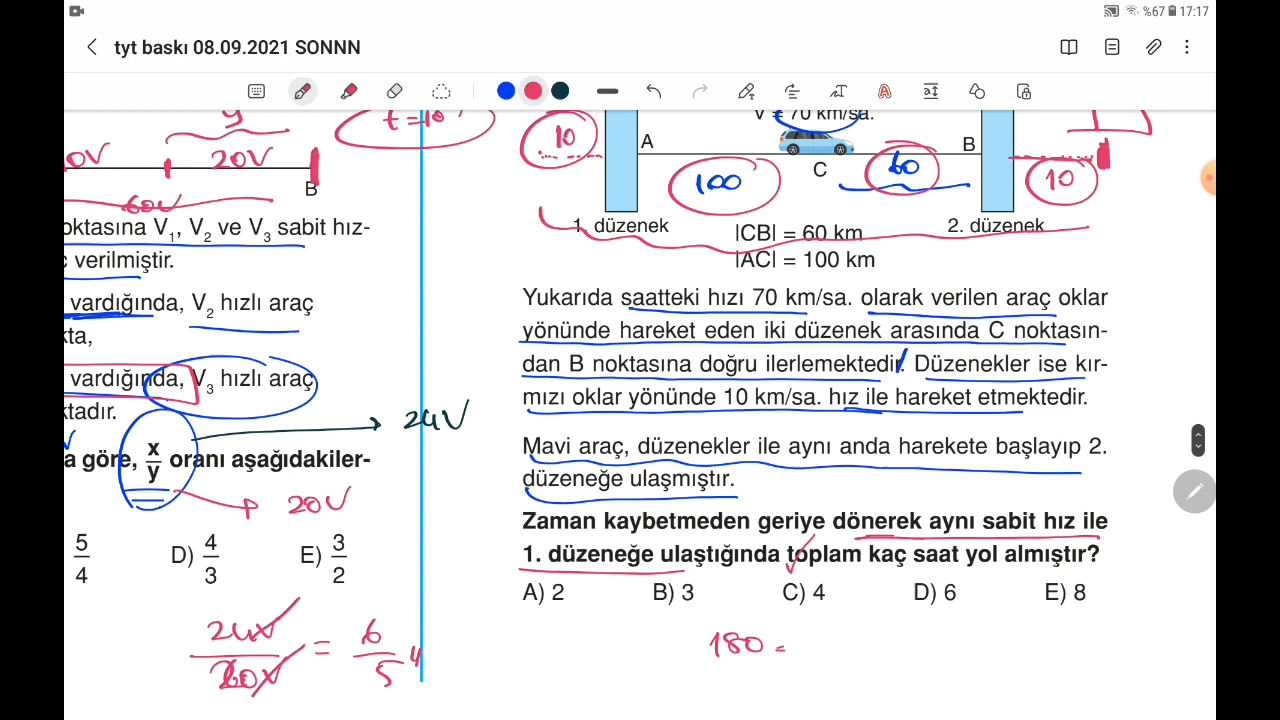 %67 17:17
tyt baskı 08.09.2021 SONNN
y
20V
60V
B
oktasına V1, V2 ve V3 sabit hız-
verilmiştir.
vardığında, V2 hızlı araç
kta,
vardığında, V3 hızlı araç
ktadır.
24V
a göre, x/y oranı aşağıdakiler-
20V
5/4 D) 4/3 E) 3/2
24V/20V = 6/5
t=10
V = 70 km/sa.
10
A
B
C
100
60
10
1. düzenek
2. düzenek
|CB| = 60 km
|AC| = 100 km
Yukarıda saatteki hızı 70 km/sa. olarak verilen araç oklar
yönünde hareket eden iki düzenek arasında C noktasın-
dan B noktasına doğru ilerlemektedir. Düzenekler ise kır-
mızı oklar yönünde 10 km/sa. hız ile hareket etmektedir.
Mavi araç, düzenekler ile aynı anda harekete başlayıp 2.
düzeneğe ulaşmıştır.
Zaman kaybetmeden geriye dönerek aynı sabit hız ile
1. düzeneğe ulaştığında toplam kaç saat yol almıştır?
A) 2 B) 3 C) 4 D) 6 E) 8
180 =